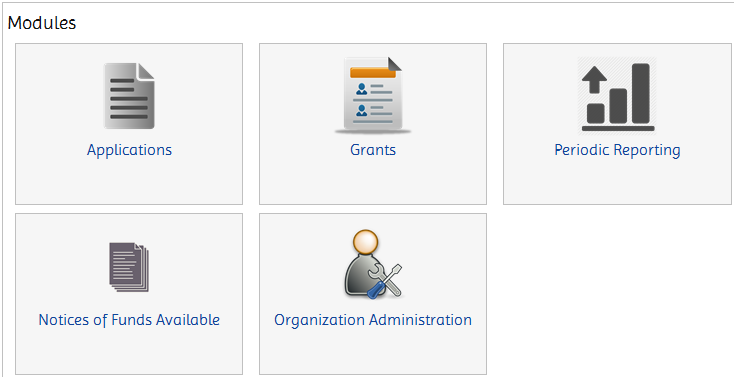 Modules
Applications
Grants
Periodic Reporting
Notices of Funds Available
Organization Administration